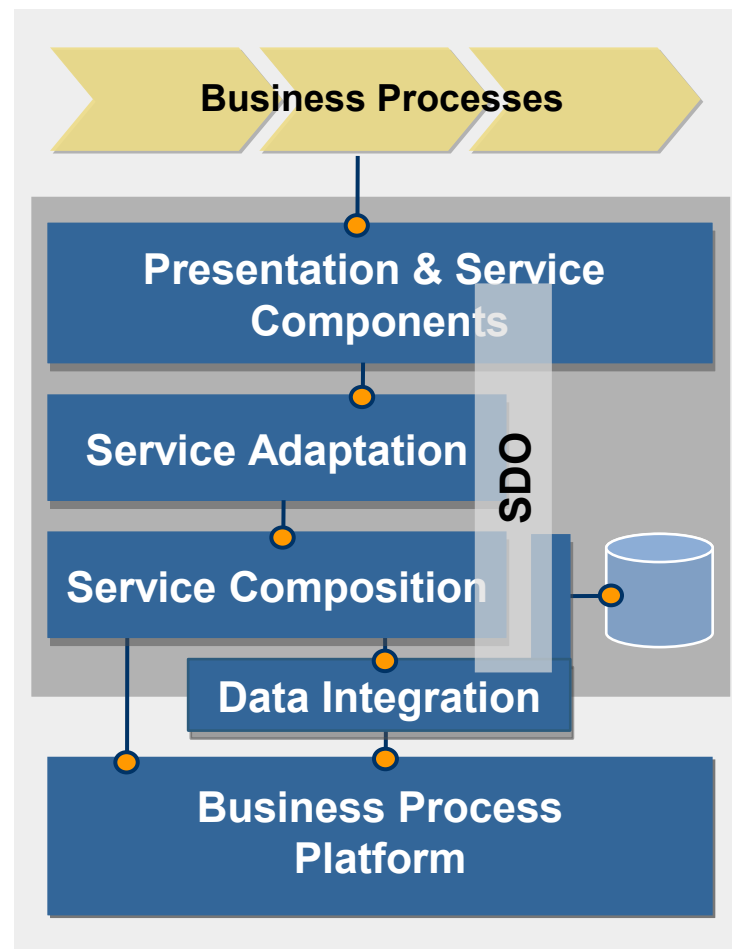 Business Processes
Presentation & Service
Components
Service Adaptation
SDO
Service Composition
Data Integration
Business Process
Platform